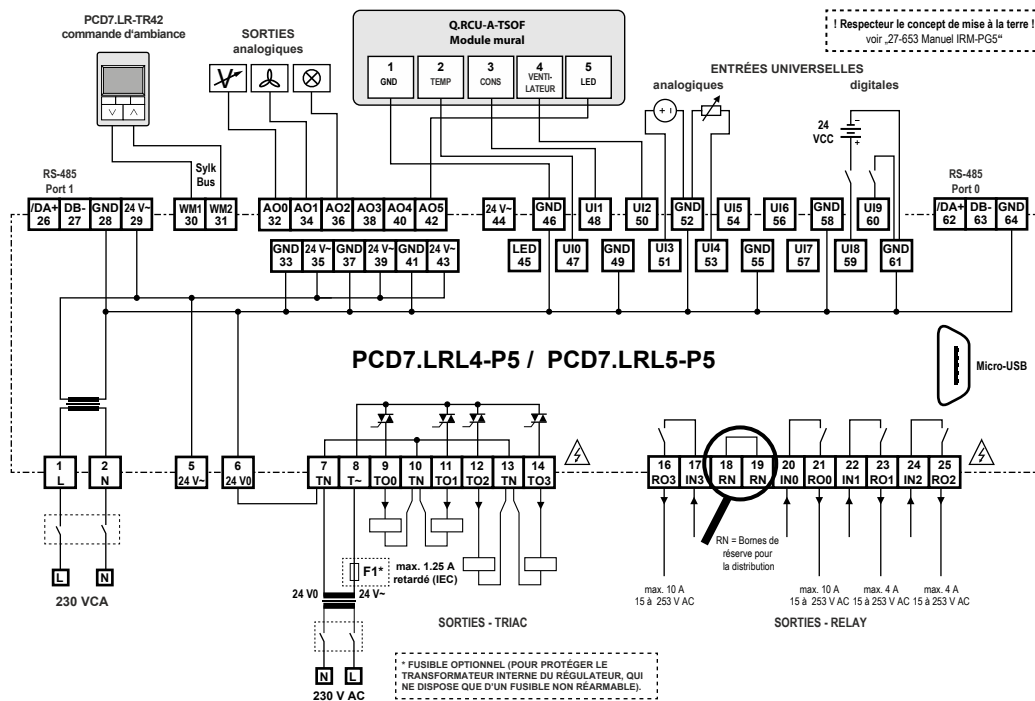 PCD7.LR-TR42
commande d'ambiance
SORTIES
analogiques
Q.RCU-A-TSOF
Module mural
1
GND
2
TEMP
3
CONS
4
VENTI-
LATEUR
5
LED
! Respecteur le concept de mise à la terre !
voir „27-653 Manuel IRM-PG5“
ENTRÉES UNIVERSELLES
analogiques
digitales
24
VCC
- 
+
+ -
Sylk
Bus
RS-485
Port 1
RS-485
Port 0
/DA+
26
DB-
27
GND
28
24 V~
29
WM1
30
WM2
31
AO0
32
AO1
34
AO2
36
AO3
38
AO4
40
AO5
42
24 V~
44
GND
46
UI1
48
UI2
50
GND
52
UI5
54
UI6
56
GND
58
UI9
60
/DA+
62
DB-
63
GND
64
GND
33
24 V~
35
GND
37
24 V~
39
GND
41
24 V~
43
LED
45
UI0
47
GND
49
UI3
51
UI4
53
GND
55
UI7
57
UI8
59
GND
61
PCD7.LRL4-P5 / PCD7.LRL5-P5
Micro-USB
1
L
2
N
5
24 V~
6
24 V0
7
TN
8
T~
9
TO0
10
TN
11
TO1
12
TO2
13
TN
14
TO3
16
RO3
17
IN3
18
RN
19
RN
20
IN0
21
RO0
22
IN1
23
RO1
24
IN2
25
RO2
RN = Bornes de
réserve pour
la distribution
L
N
230 VCA
F1*
max. 1.25 A
retardé (IEC)
24 V0
24 V~
N
L
230 V AC
SORTIES - TRIAC
max. 10 A
15 à 253 V AC
max. 10 A
15 à 253 V AC
max. 4 A
15 à 253 V AC
max. 4 A
15 à 253 V AC
SORTIES - RELAY
* FUSIBLE OPTIONNEL (POUR PROTÉGER LE
TRANSFORMATEUR INTERNE DU RÉGULATEUR, QUI
NE DISPOSE QUE D'UN FUSIBLE NON RÉARMABLE).